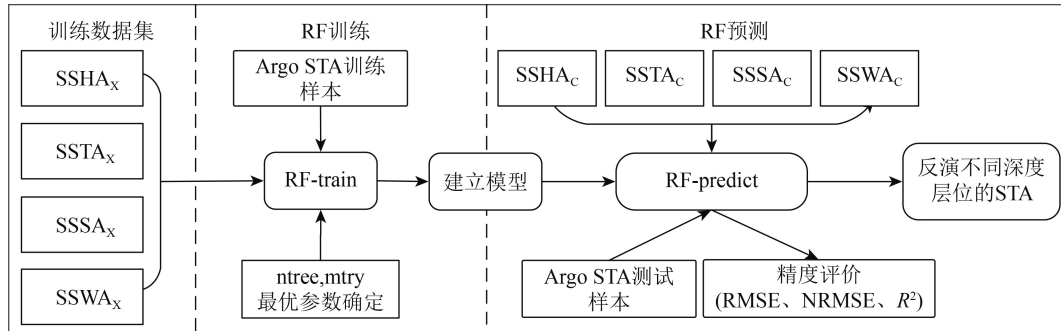 训练数据集
SSHAX
SSTAX
SSSAX
SSWAX
RF训练
Argo STA训练
样本
RF-train
建立模型
ntree,mtry
最优参数确定
RF预测
SSHAC
SSTAC
SSSAC
SSWAC
RF-predict
反演不同深度
层位的STA
Argo STA测试
样本
精度评价
(RMSE、NRMSE、R²)